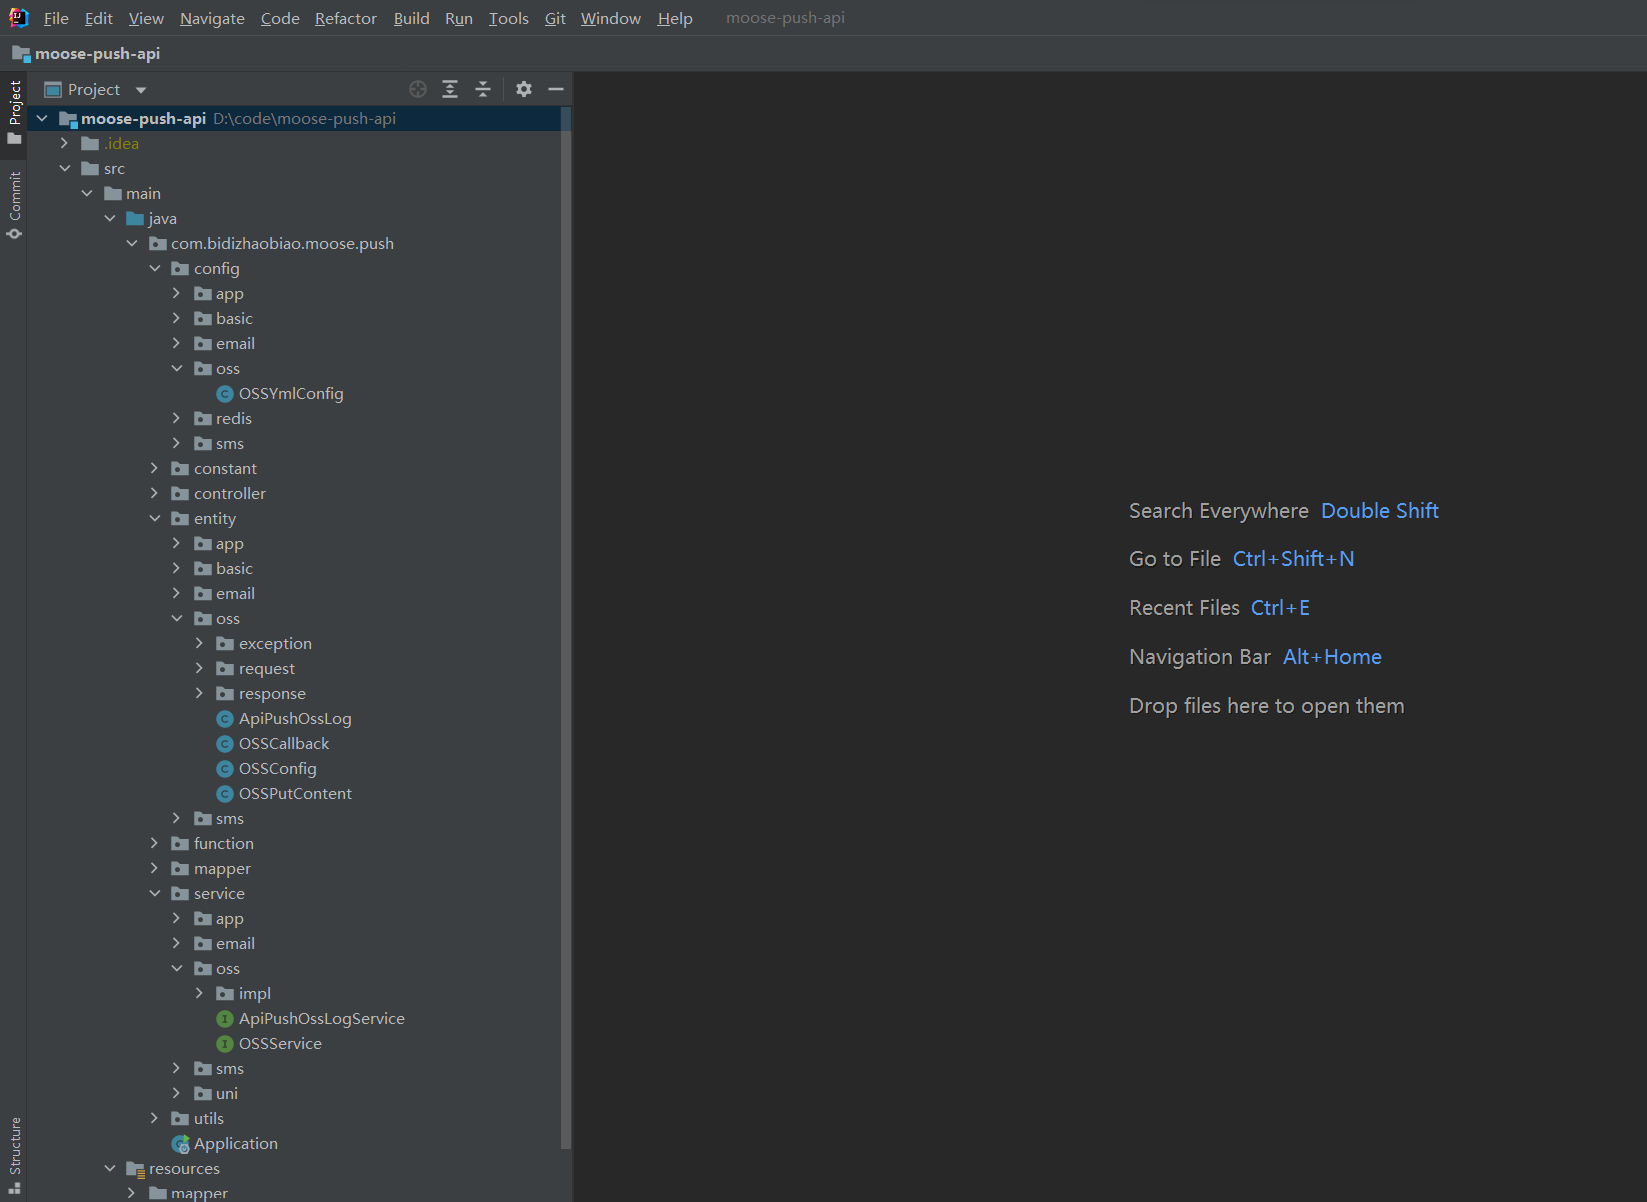 File Edit View Navigate Code Refactor Build Run Tools Git Window Help moose-push-api
moose-push-api
Project
Project
Commit
Structure
moose-push-api D:\code\moose-push-api
.idea
src
main
java
com.bidizhaobiao.moose.push
config
app
basic
email
oss
OSSYmlConfig
redis
sms
constant
controller
entity
app
basic
email
oss
exception
request
response
ApiPushOssLog
OSSCallback
OSSConfig
OSSPutContent
sms
function
mapper
service
app
email
oss
impl
ApiPushOssLogService
OSSService
sms
uni
utils
Application
resources
mapper
Search Everywhere Double Shift
Go to File Ctrl+Shift+N
Recent Files Ctrl+E
Navigation Bar Alt+Home
Drop files here to open them